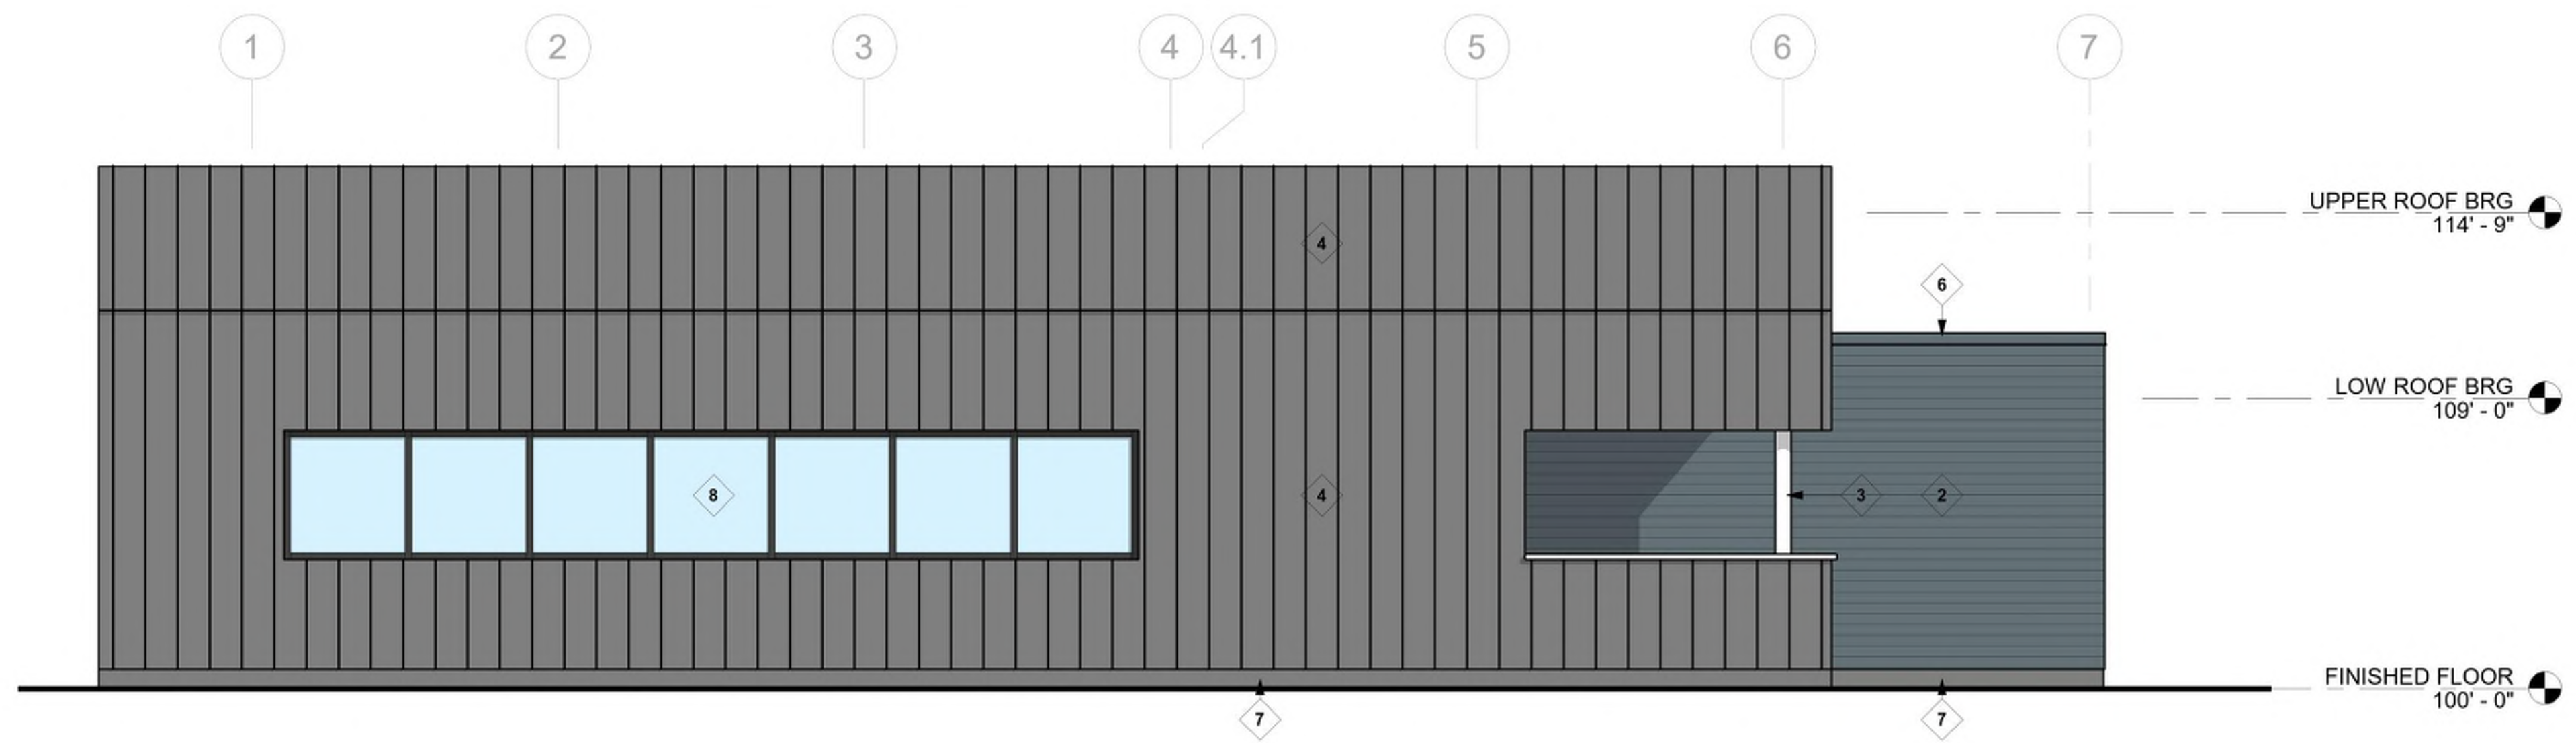 1 2 3 4 4.1 5 6 7
UPPER ROOF BRG
114' - 9"
4
6
LOW ROOF BRG
109' - 0"
8 4 3 2
FINISHED FLOOR
100' - 0"
7 7